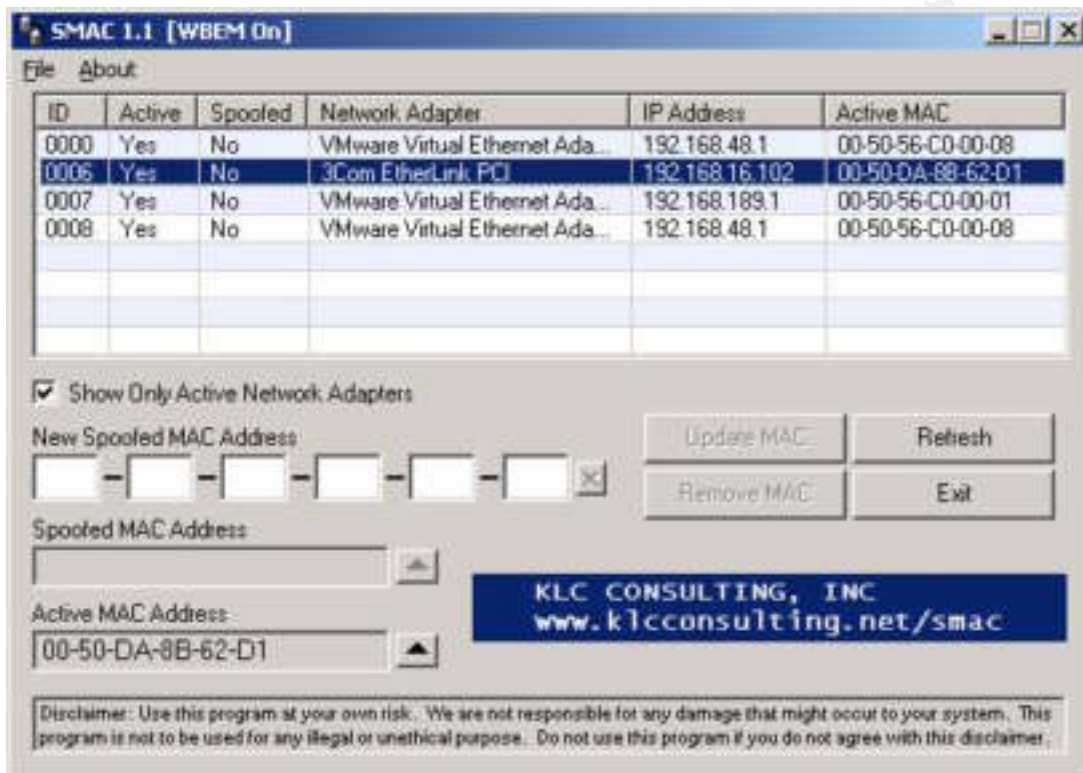 SMAC 1.1 [WBEM On]
File About
ID Active Spoofed Network Adapter IP Address Active MAC
0000 Yes No VMware Virtual Ethernet Ada... 192.168.48.1 00-50-56-C0-00-08
0006 Yes No 3Com EtherLink PCI 192.168.16.102 00-50-DA-8B-62-D1
0007 Yes No VMware Virtual Ethernet Ada... 192.168.189.1 00-50-56-C0-00-01
0008 Yes No VMware Virtual Ethernet Ada... 192.168.48.1 00-50-56-C0-00-08
Show Only Active Network Adapters
New Spoofed MAC Address
Update MAC Refresh
Remove MAC Exit
Spoofed MAC Address
KLC CONSULTING, INC
www.klcconsulting.net/smac
Active MAC Address
00-50-DA-8B-62-D1
Disclaimer: Use this program at your own risk. We are not responsible for any damage that might occur to your system. This
program is not to be used for any illegal or unethical purpose. Do not use this program if you do not agree with this disclaimer.